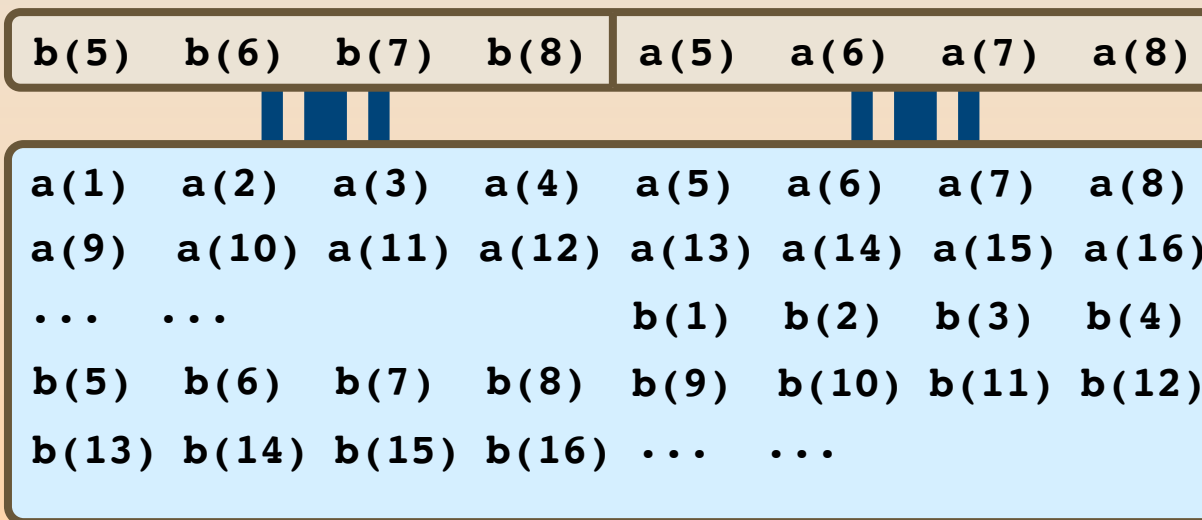 b(5) b(6) b(7) b(8) a(5) a(6) a(7) a(8)
a(1) a(2) a(3) a(4) a(5) a(6) a(7) a(8)
a(9) a(10) a(11) a(12) a(13) a(14) a(15) a(16)
... ... b(1) b(2) b(3) b(4)
b(5) b(6) b(7) b(8) b(9) b(10) b(11) b(12)
b(13) b(14) b(15) b(16) ... ...